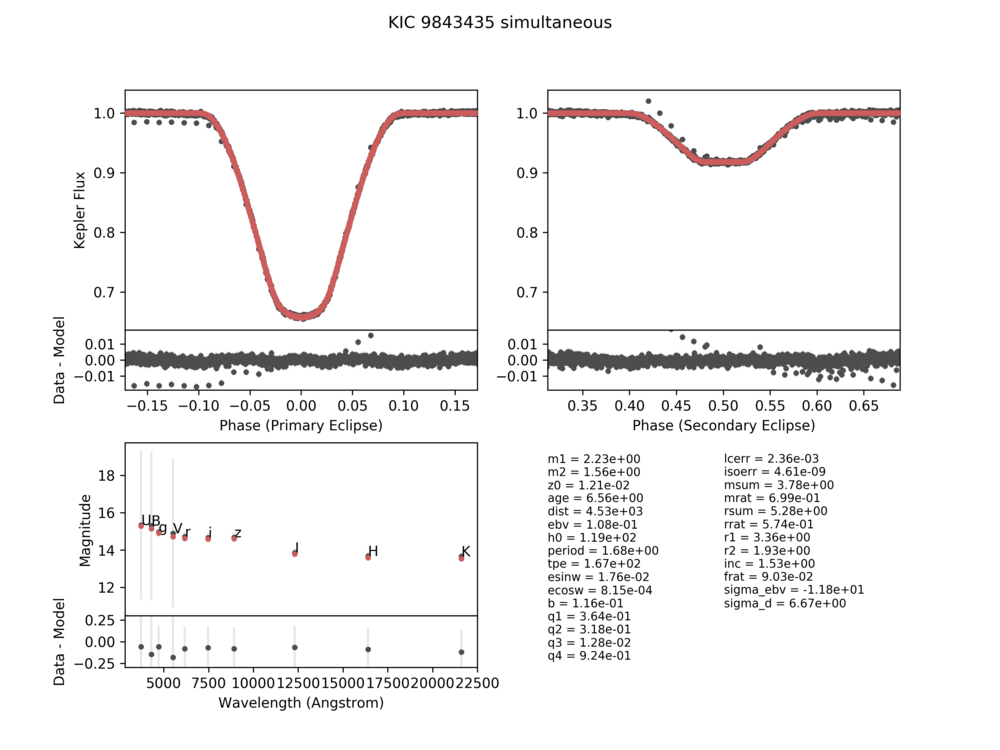 KIC 9843435 simultaneous
1.0
0.9
0.8
0.7
Kepler Flux
0.01
0.00
−0.01
Data - Model
−0.15 −0.10 −0.05 0.00 0.05 0.10 0.15
Phase (Primary Eclipse)
1.0
0.9
0.8
0.7
0.01
0.00
−0.01
0.35 0.40 0.45 0.50 0.55 0.60 0.65
Phase (Secondary Eclipse)
18
16
14
12
Magnitude
U B g V r i z J H K
0.25
0.00
−0.25
Data - Model
5000 7500 10000 12500 15000 17500 20000 22500
Wavelength (Angstrom)
m1 = 2.23e+00
m2 = 1.56e+00
z0 = 1.21e-02
age = 6.56e+00
dist = 4.53e+03
ebv = 1.08e-01
h0 = 1.19e+02
period = 1.68e+00
tpe = 1.67e+02
esinw = 1.76e-02
ecosw = 8.15e-04
b = 1.16e-01
q1 = 3.64e-01
q2 = 3.18e-01
q3 = 1.28e-02
q4 = 9.24e-01
lcerr = 2.36e-03
isoerr = 4.61e-09
msum = 3.78e+00
mrat = 6.99e-01
rsum = 5.28e+00
rrat = 5.74e-01
r1 = 3.36e+00
r2 = 1.93e+00
inc = 1.53e+00
frat = 9.03e-02
sigma_ebv = -1.18e+01
sigma_d = 6.67e+00